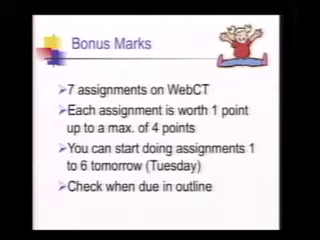 Bonus Marks
7 assignments on WebCT
Each assignment is worth 1 point
up to a max. of 4 points
You can start doing assignments 1
to 6 tomorrow (Tuesday)
Check when due in outline